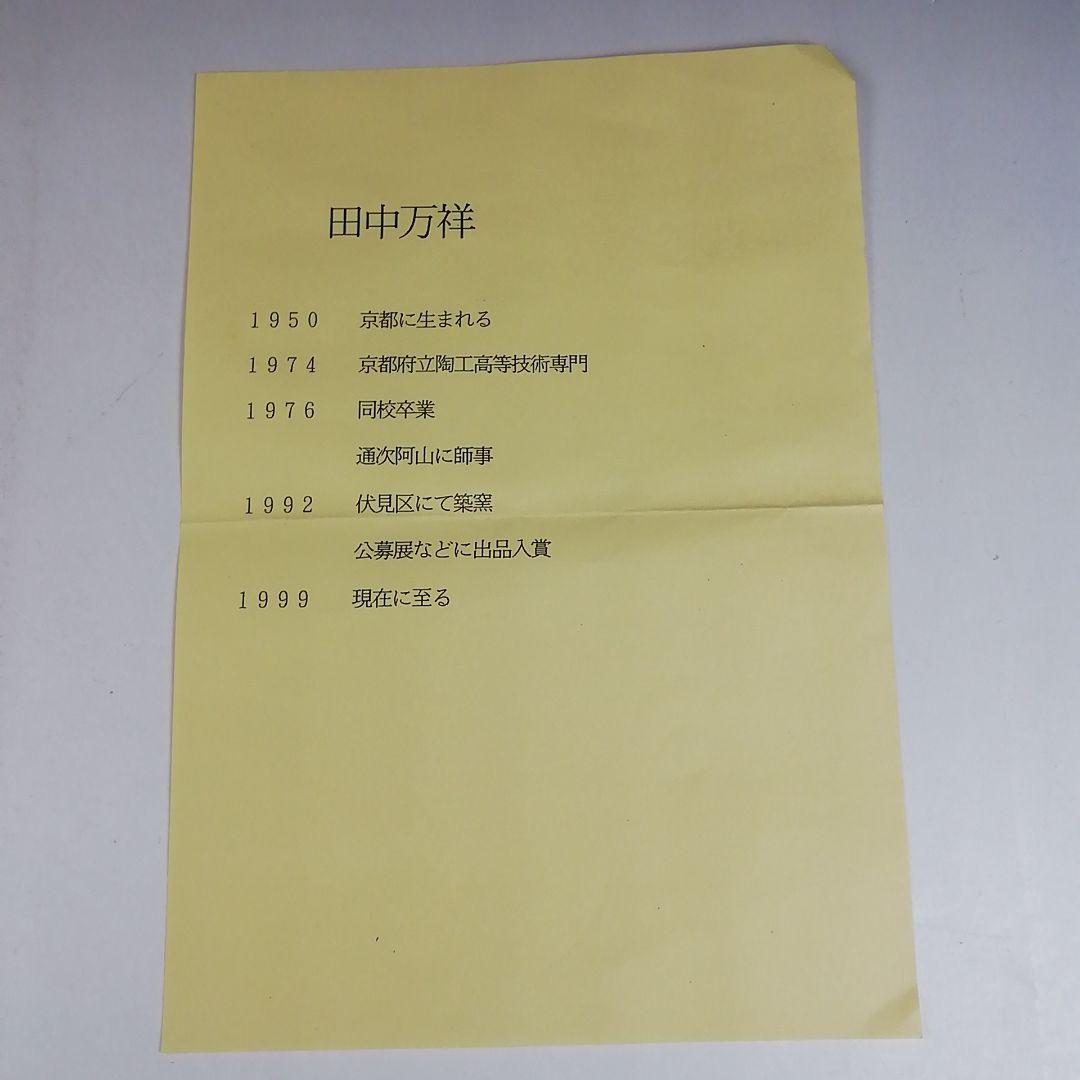 田中万祥
1950 京都に生まれる
1974 京都府立陶工高等技術専門
1976 同校卒業
通次阿山に師事
1992 伏見区にて築窯
公募展などに出品入賞
1999 現在に至る